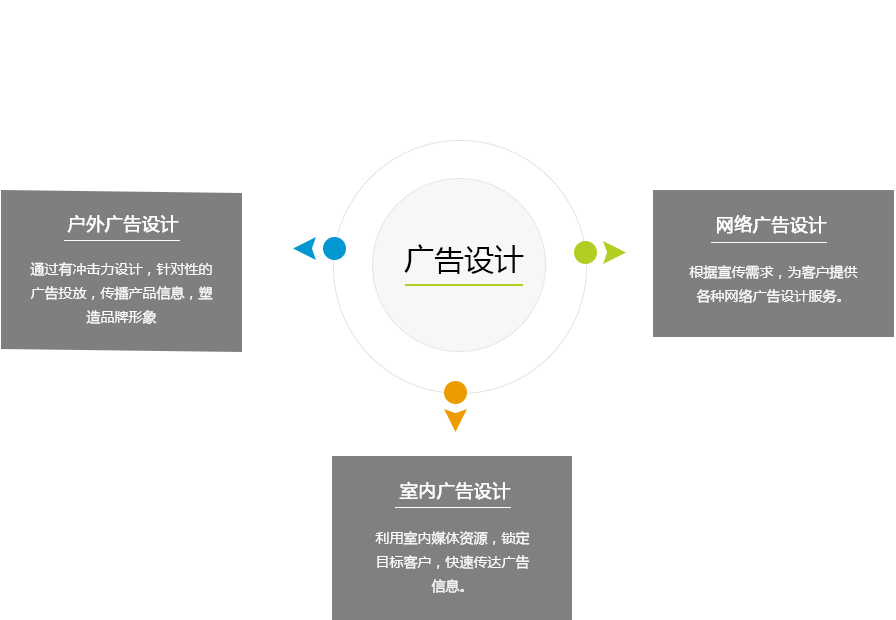 广告设计
户外广告设计
通过有冲击力设计，针对性的
广告投放，传播产品信息，塑
造品牌形象
网络广告设计
根据宣传需求，为客户提供
各种网络广告设计服务。
室内广告设计
利用室内媒体资源，锁定
目标客户，快速传达广告
信息。